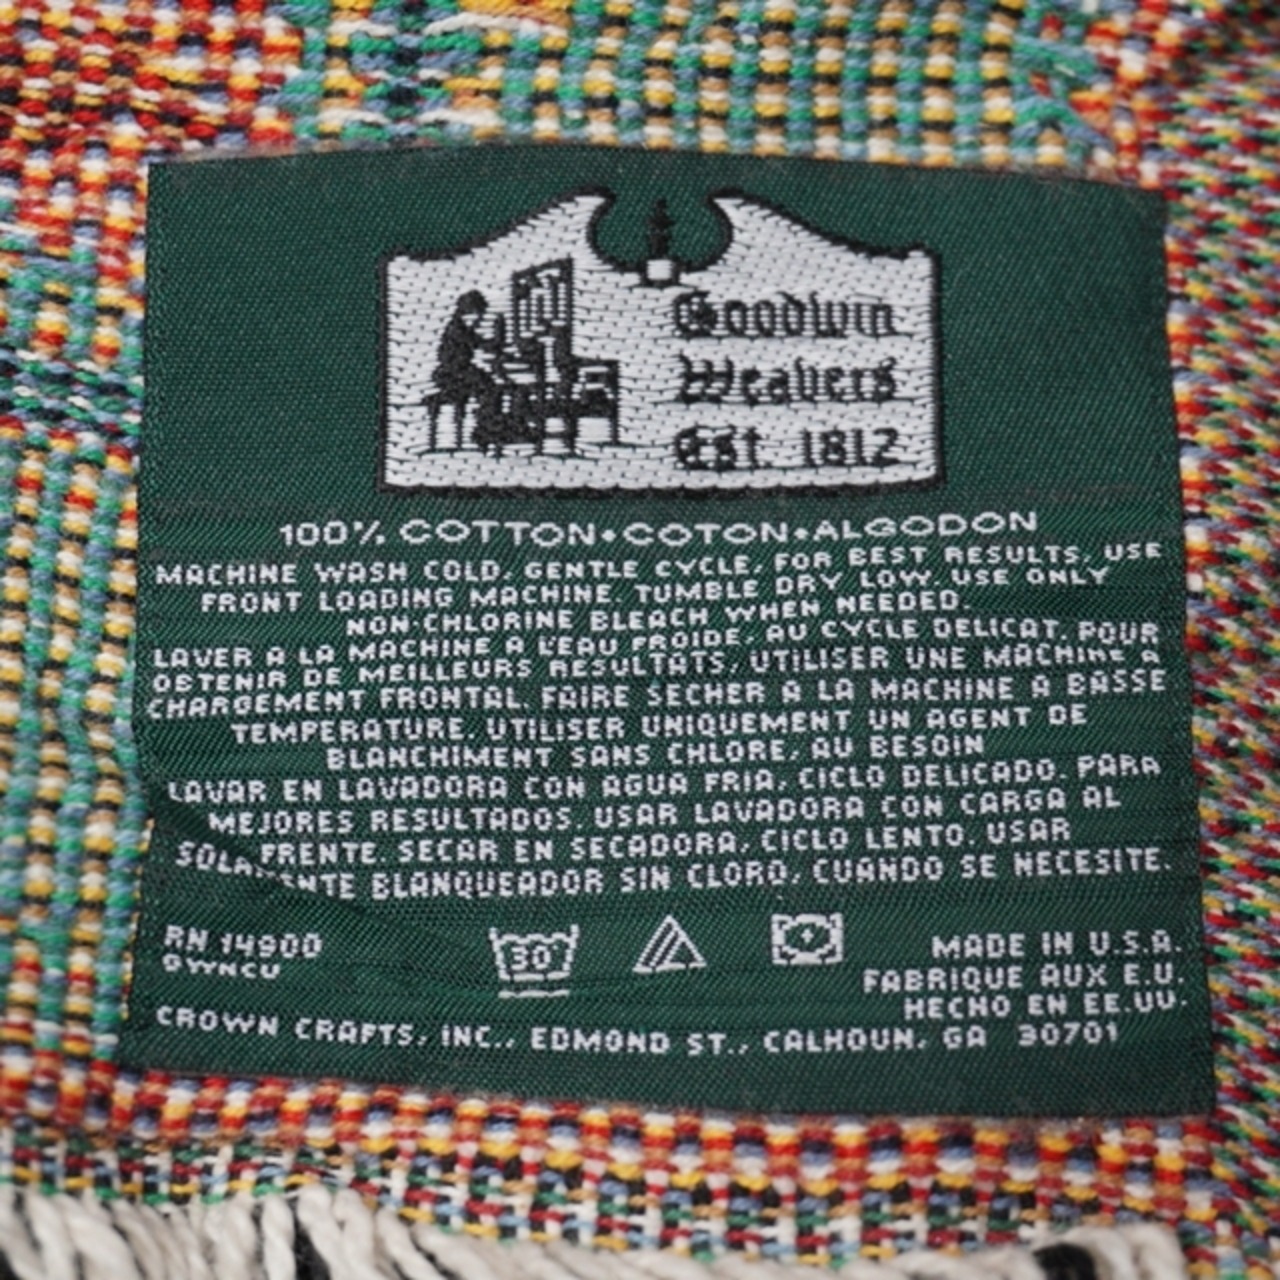 Goodwin
Weavers
Est. 1812
100% COTTON•COTON•ALGODON
MACHINE WASH COLD, GENTLE CYCLE, FOR BEST RESULTS, USE
FRONT LOADING MACHINE. TUMBLE DRY LOW. USE ONLY
NON-CHLORINE BLEACH WHEN NEEDED.
LAVER A LA MACHINE A L'EAU FROIDE, AU CYCLE DELICAT. POUR
OBTENIR DE MEILLEURS RESULTATS, UTILISER UNE MACHINE A
CHARGEMENT FRONTAL. FAIRE SECHER A LA MACHINE A BASSE
TEMPERATURE. UTILISER UNIQUEMENT UN AGENT DE
BLANCHIMENT SANS CHLORE, AU BESOIN
LAVAR EN LAVADORA CON AGUA FRIA, CICLO DELICADO. PARA
MEJORES RESULTADOS, USAR LAVADORA CON CARGA AL
FRENTE. SECAR EN SECADORA, CICLO LENTO. USAR
SOLAMENTE BLANQUEADOR SIN CLORO, CUANDO SE NECESITE.
RN 14900
GWNCU
30°
MADE IN U.S.A.
FABRIQUE AUX E.U.
HECHO EN EE.UU.
CROWN CRAFTS, INC., EDMOND ST., CALHOUN, GA 30701